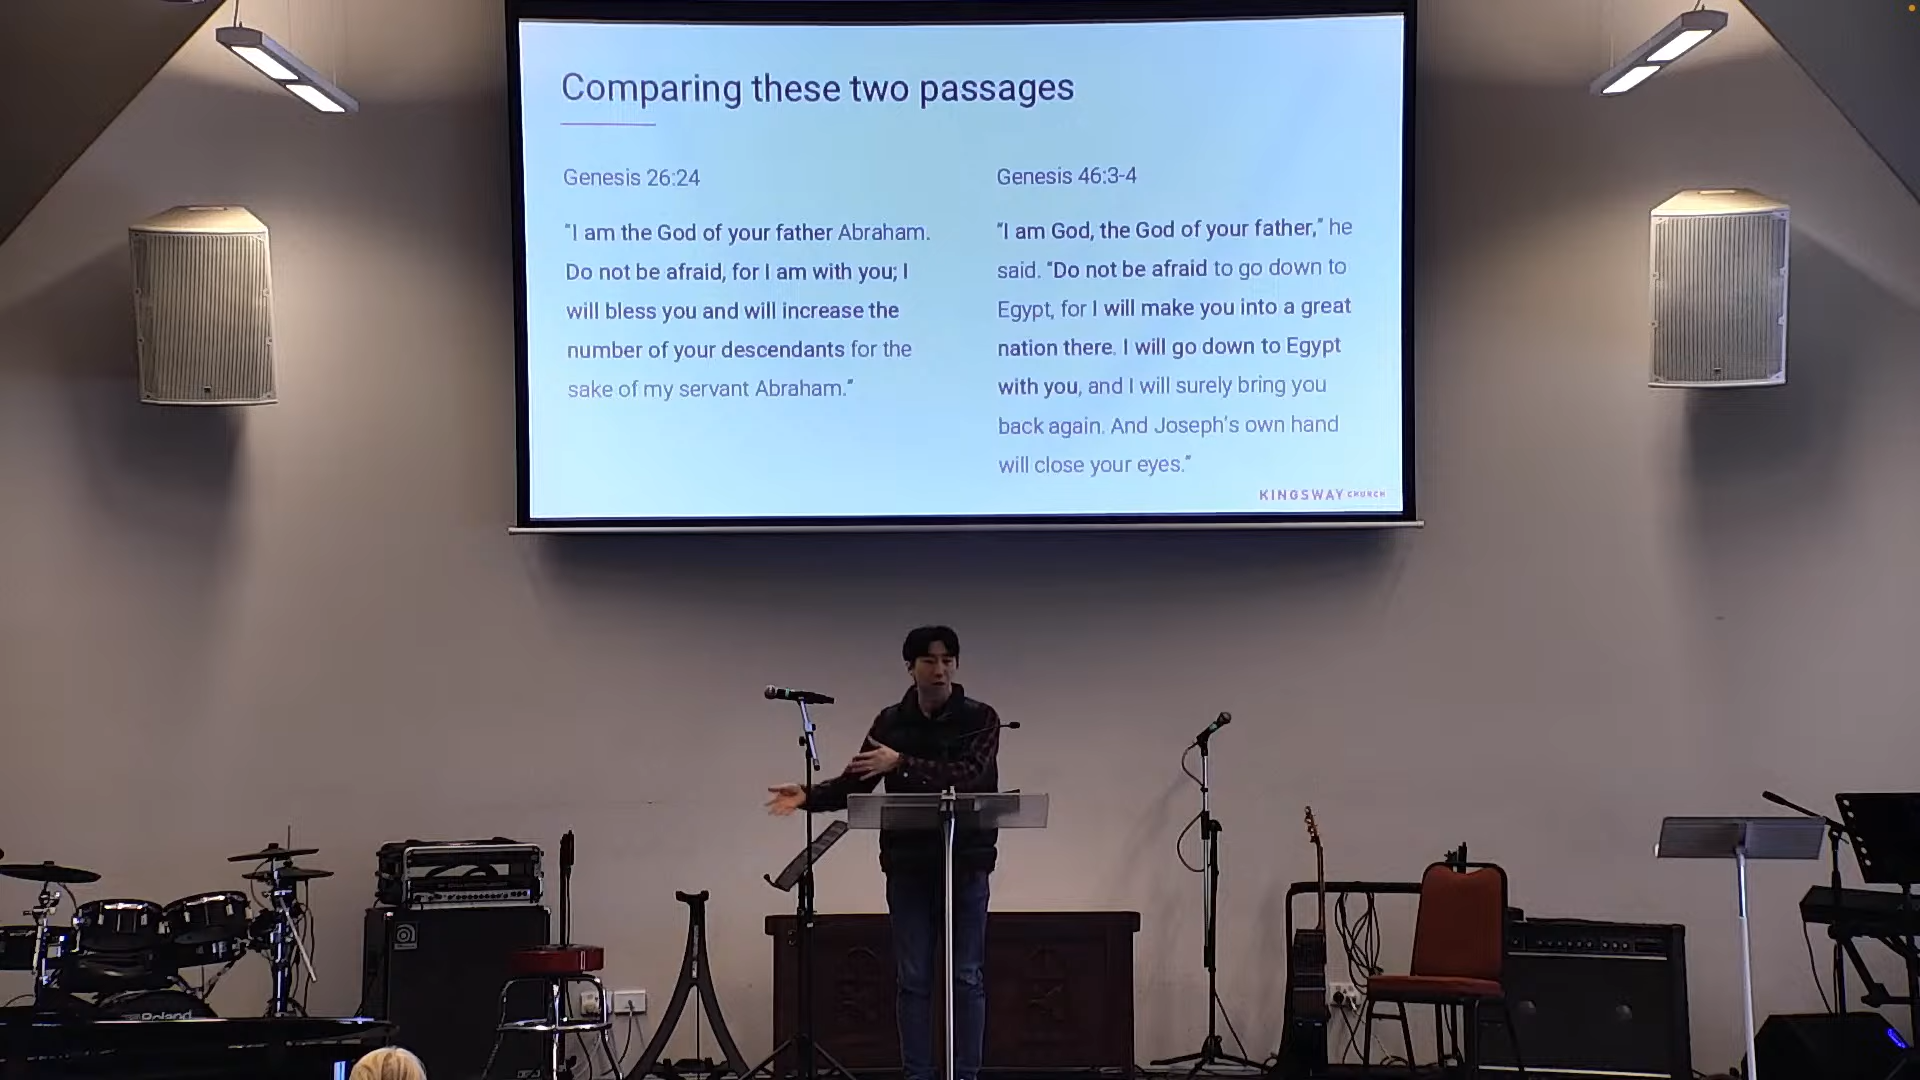 Comparing these two passages
Genesis 26:24
"I am the God of your father Abraham.
Do not be afraid, for I am with you; I
will bless you and will increase the
number of your descendants for the
sake of my servant Abraham."
Genesis 46:3-4
"I am God, the God of your father," he
said. "Do not be afraid to go down to
Egypt, for I will make you into a great
nation there. I will go down to Egypt
with you, and I will surely bring you
back again. And Joseph's own hand
will close your eyes."
KINGSWAY CHURCH
Roland